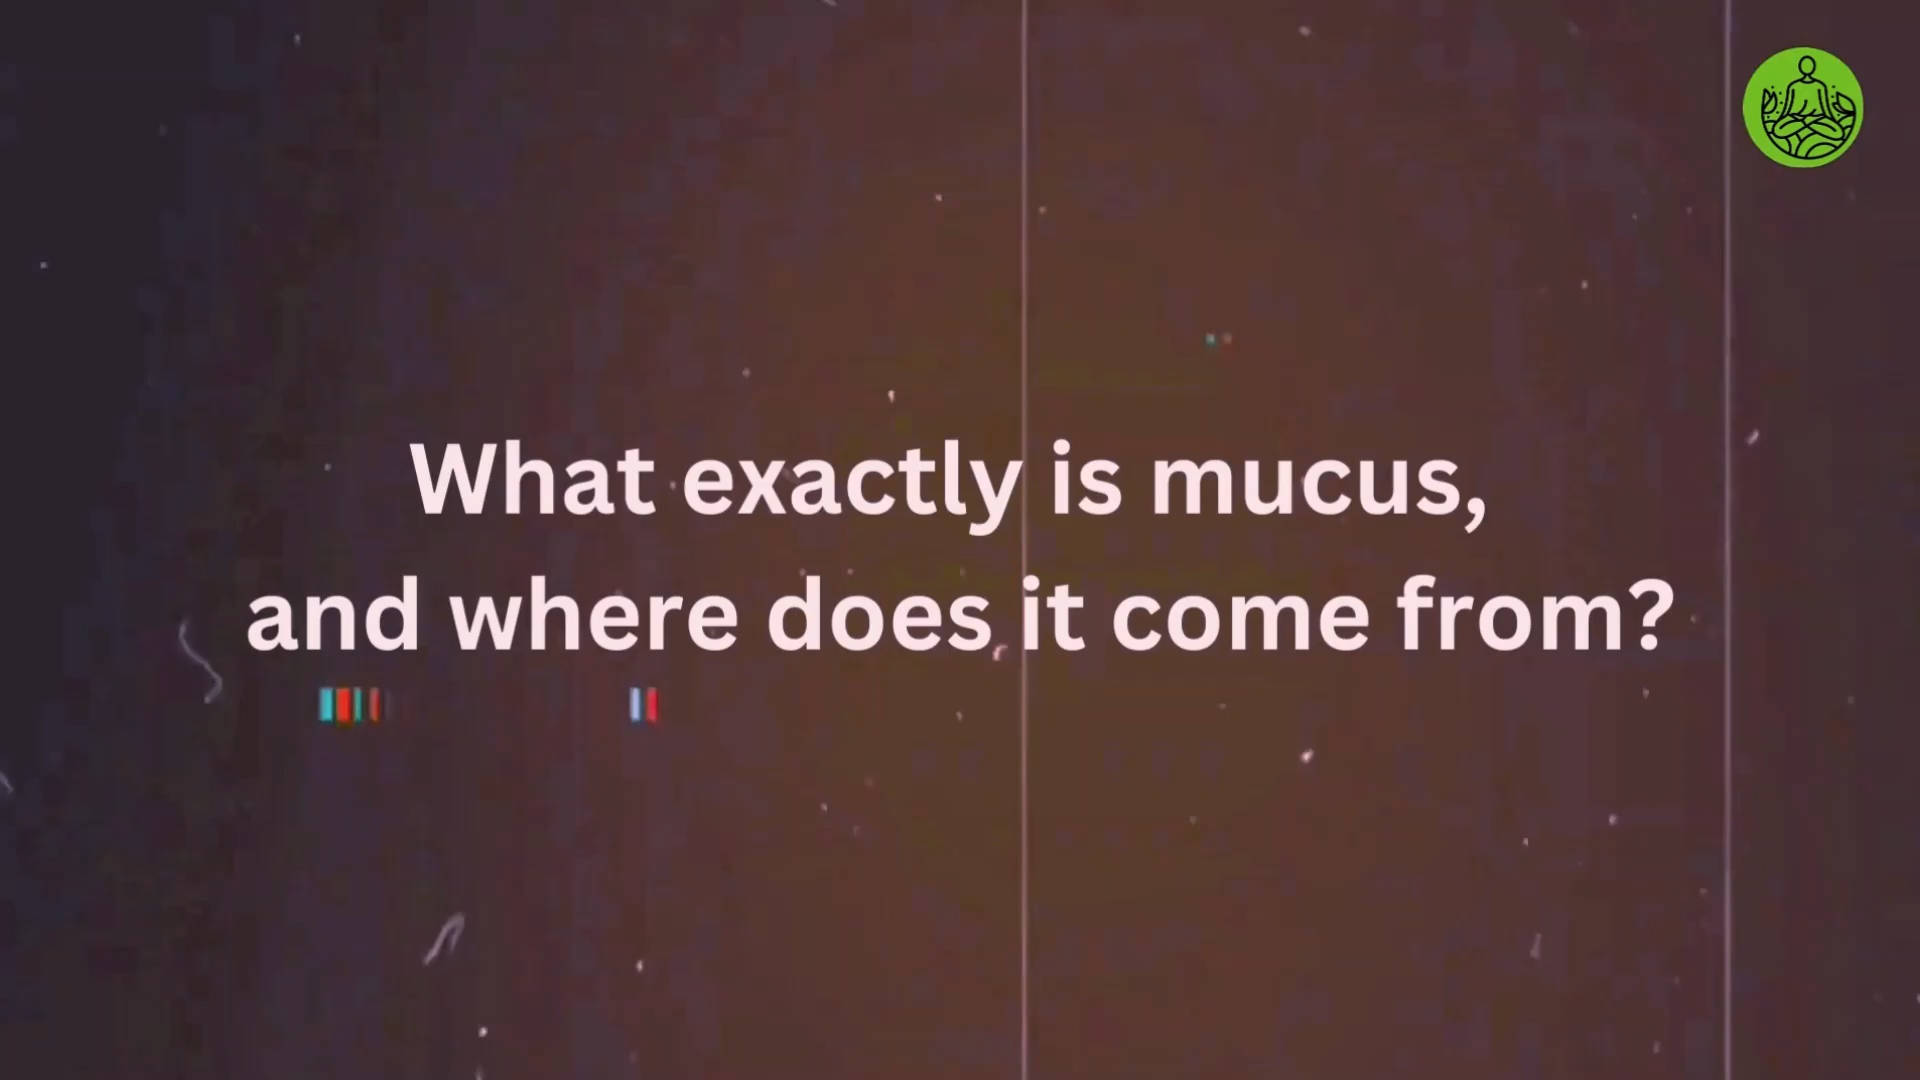 What exactly is mucus,
and where does it come from?